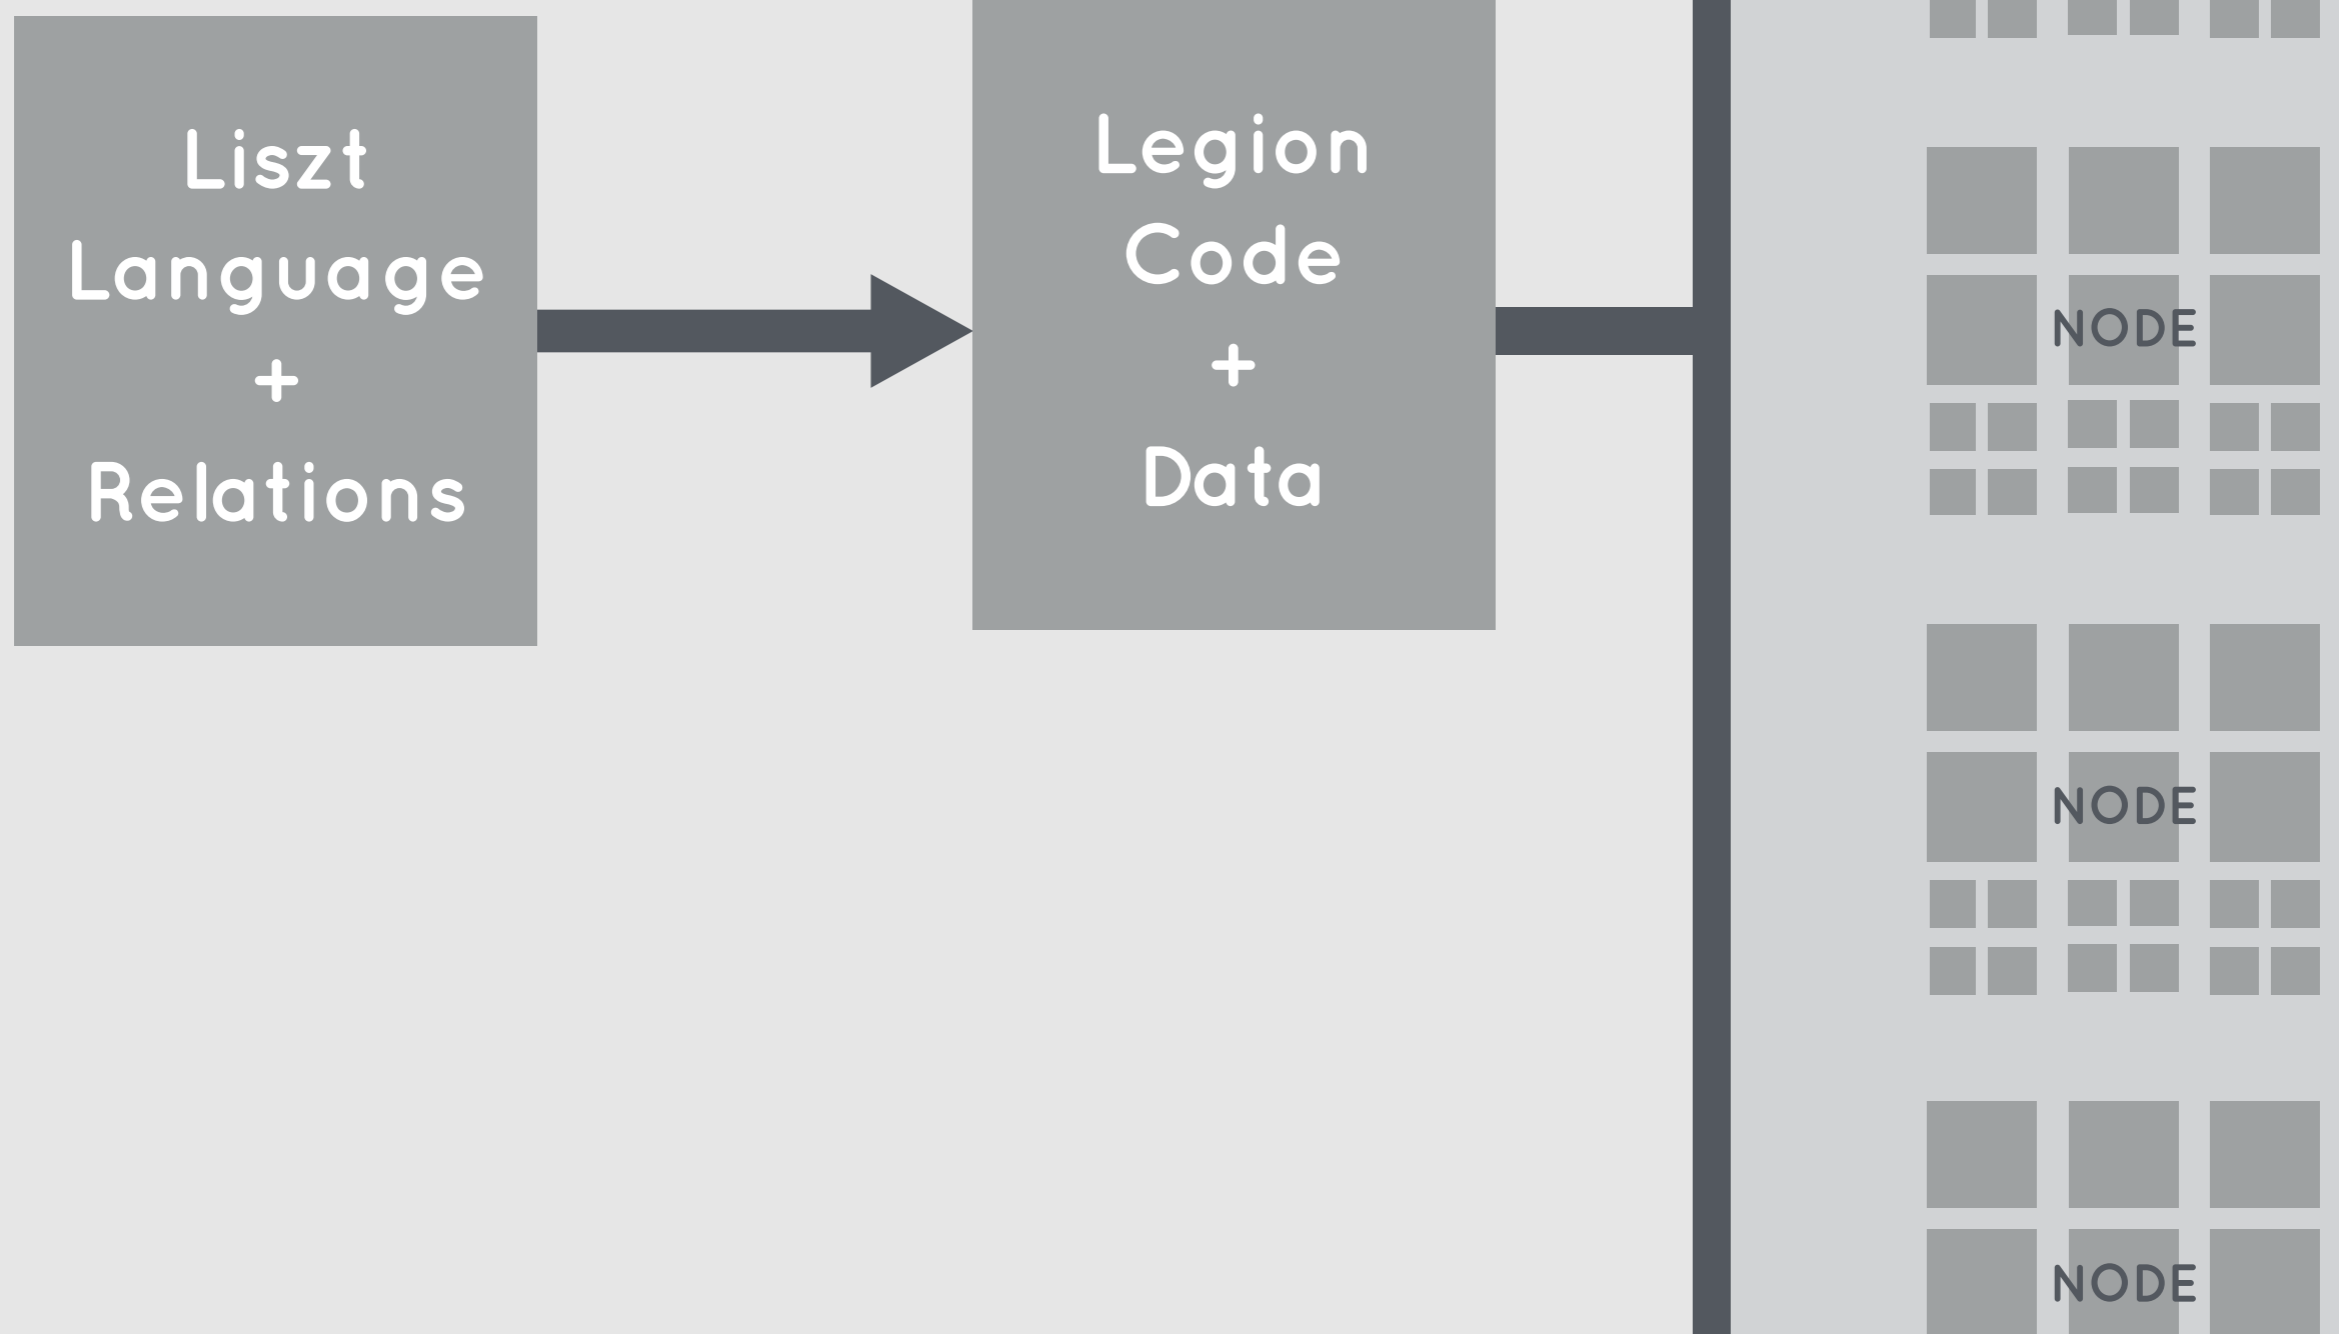 Liszt
Language
+
Relations
Legion
Code
+
Data
NODE
NODE
NODE